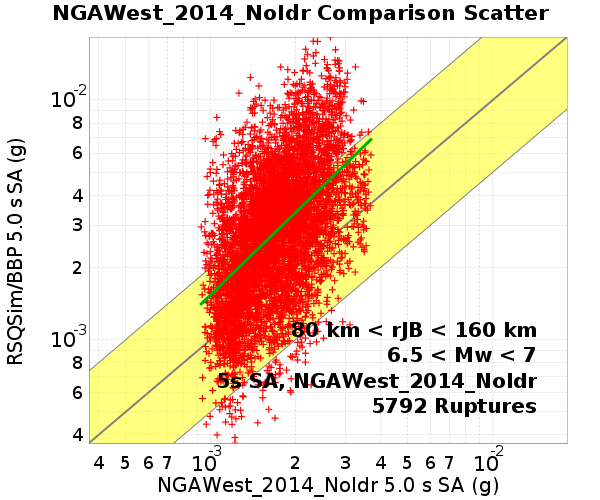 NGAWest_2014_NoIdr Comparison Scatter
RSQSim/BBP 5.0 s SA (g)
10-2
8
6
4
3
2
10-3
8
6
4
80 km < rJB < 160 km
6.5 < Mw < 7
5s SA, NGAWest_2014_NoIdr
5792 Ruptures
4 5 6 7 10-3 2 3 4 5 6 7 10-2
NGAWest_2014_NoIdr 5.0 s SA (g)